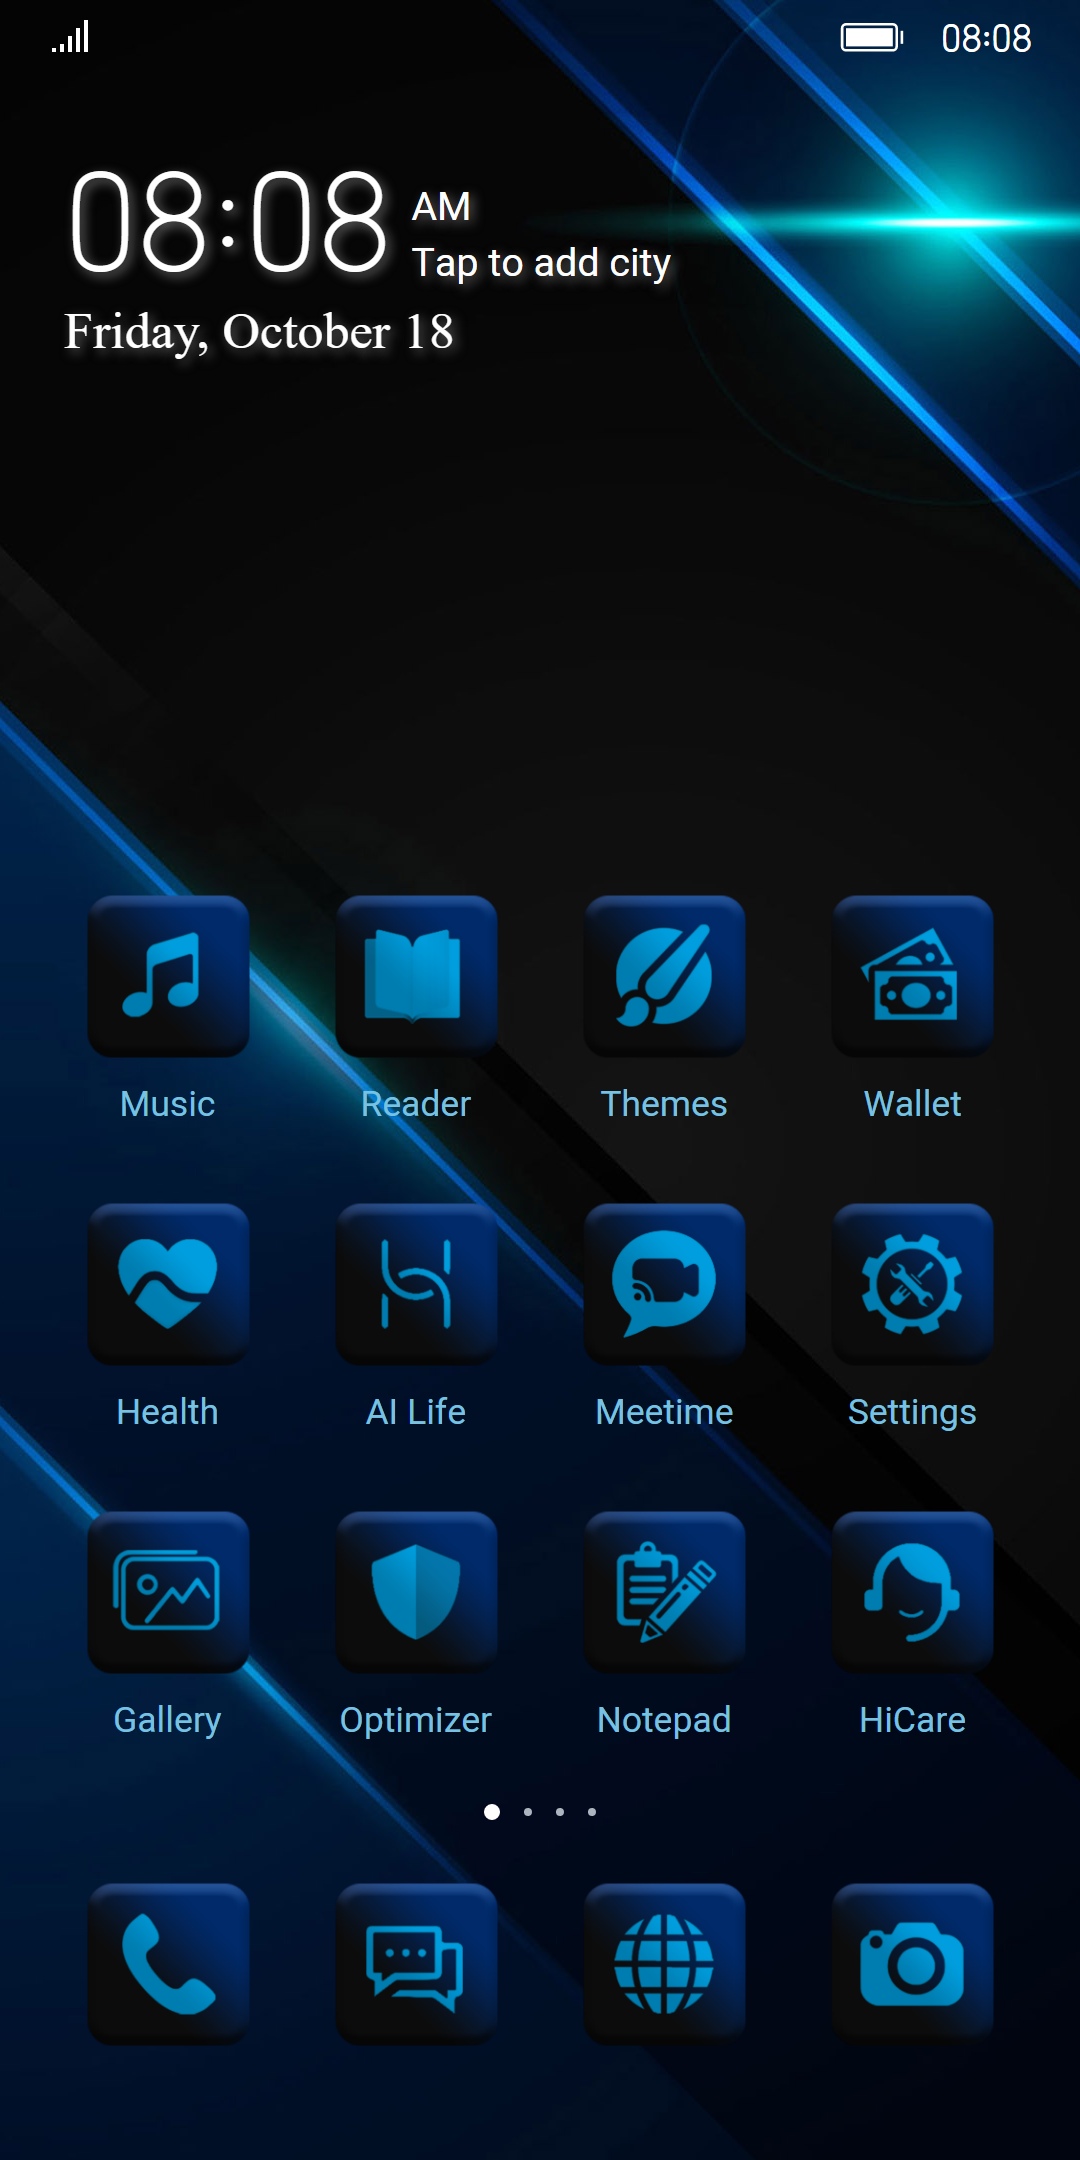 08:08
08:08 AM
Tap to add city
Friday, October 18
Music Reader Themes Wallet
Health AI Life Meetime Settings
Gallery Optimizer Notepad HiCare